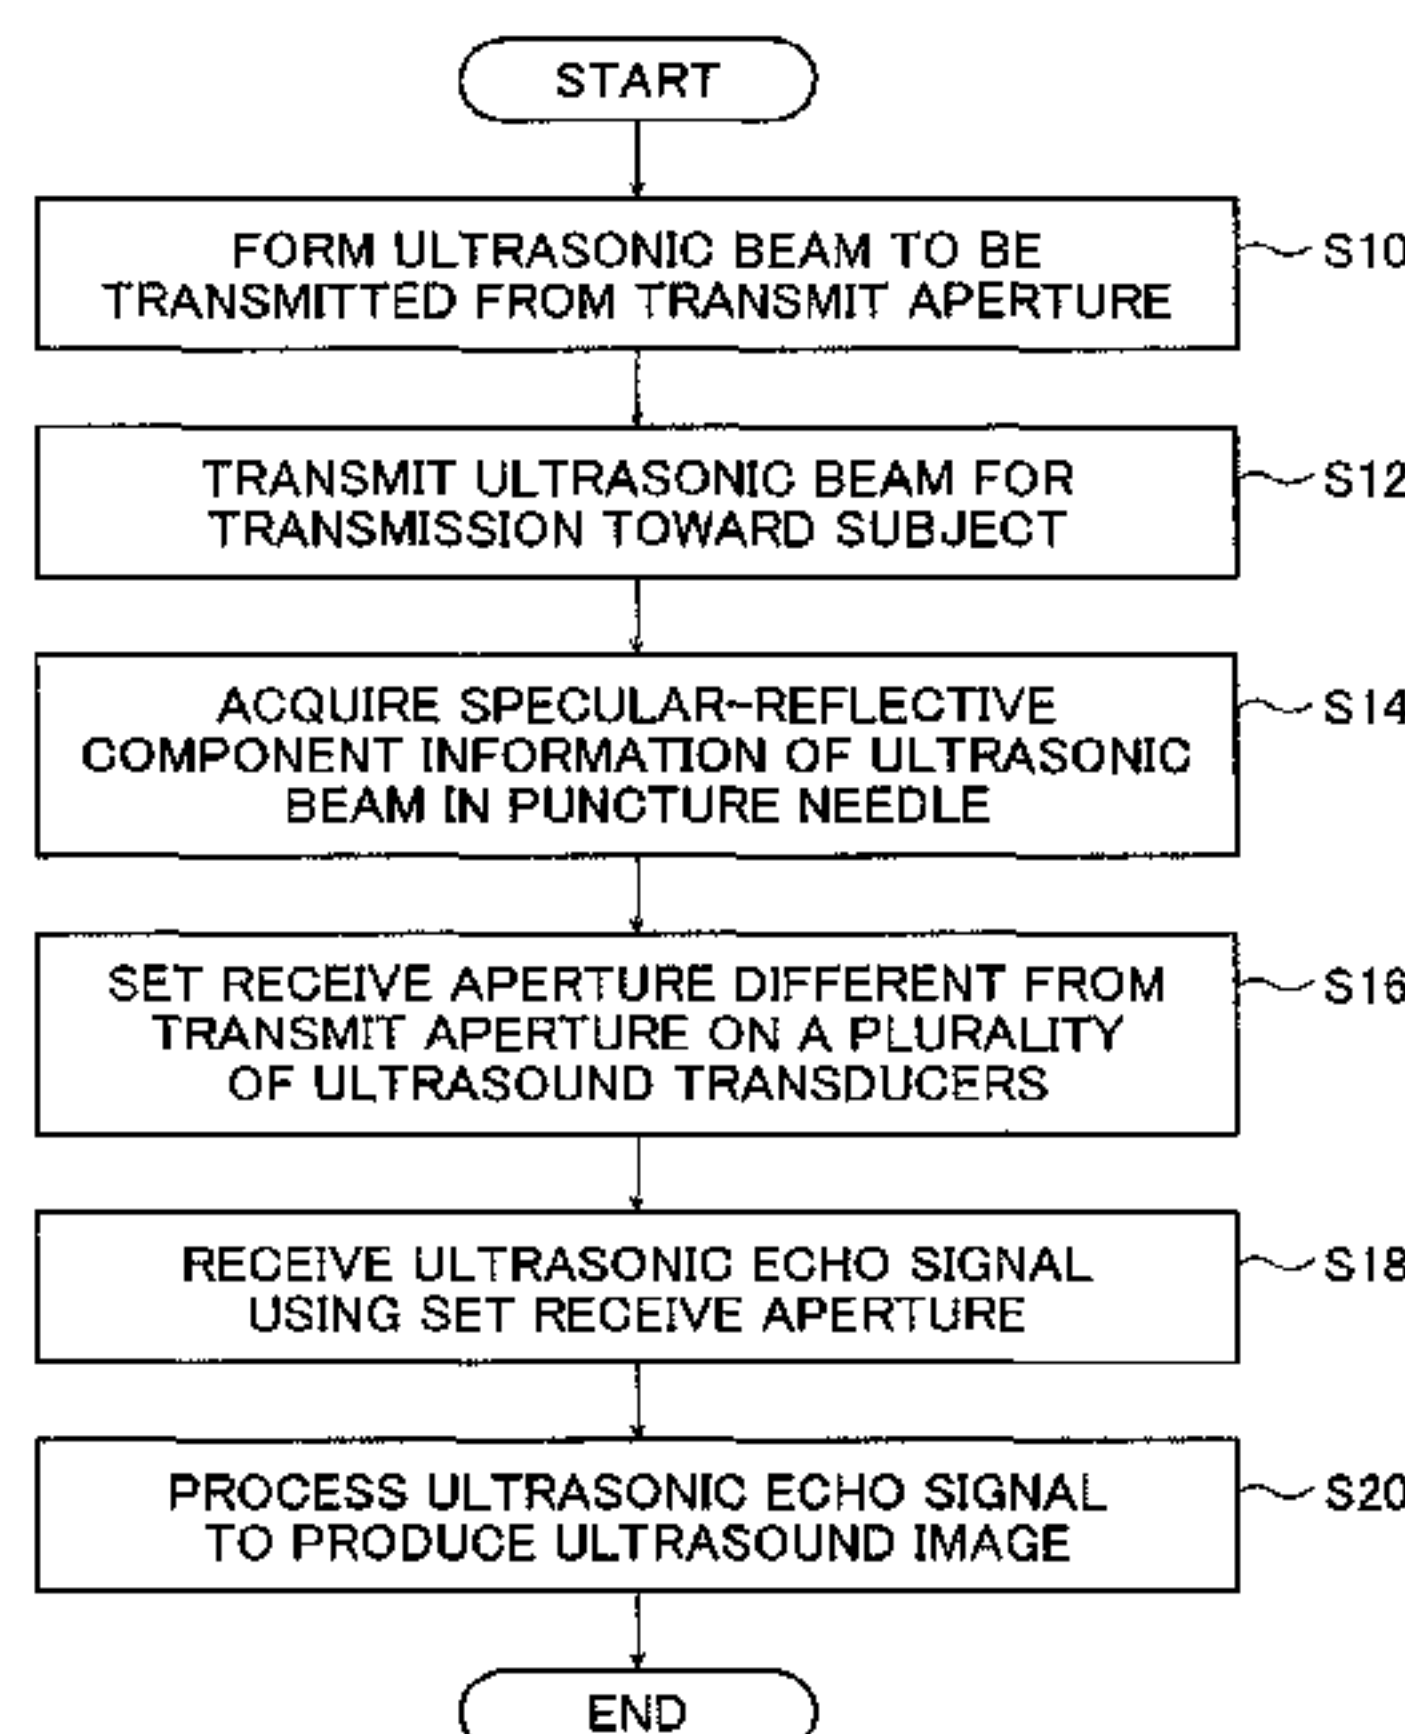 START
FORM ULTRASONIC BEAM TO BE
TRANSMITTED FROM TRANSMIT APERTURE
S10
TRANSMIT ULTRASONIC BEAM FOR
TRANSMISSION TOWARD SUBJECT
S12
ACQUIRE SPECULAR-REFLECTIVE
COMPONENT INFORMATION OF ULTRASONIC
BEAM IN PUNCTURE NEEDLE
S14
SET RECEIVE APERTURE DIFFERENT FROM
TRANSMIT APERTURE ON A PLURALITY
OF ULTRASOUND TRANSDUCERS
S16
RECEIVE ULTRASONIC ECHO SIGNAL
USING SET RECEIVE APERTURE
S18
PROCESS ULTRASONIC ECHO SIGNAL
TO PRODUCE ULTRASOUND IMAGE
S20
END